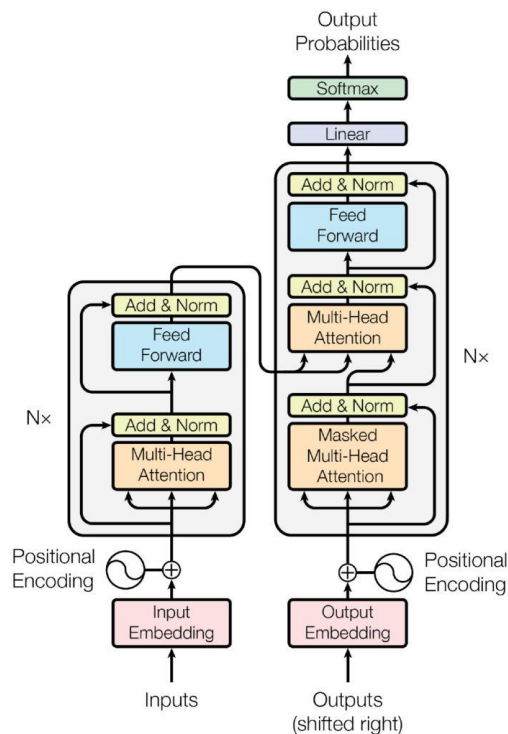 Output
Probabilities
Softmax
Linear
Add & Norm
Feed
Forward
Add & Norm
Multi-Head
Attention
Add & Norm
Masked
Multi-Head
Attention
Nx
Add & Norm
Feed
Forward
Add & Norm
Multi-Head
Attention
Nx
Positional
Encoding
Positional
Encoding
Input
Embedding
Output
Embedding
Inputs
Outputs
(shifted right)